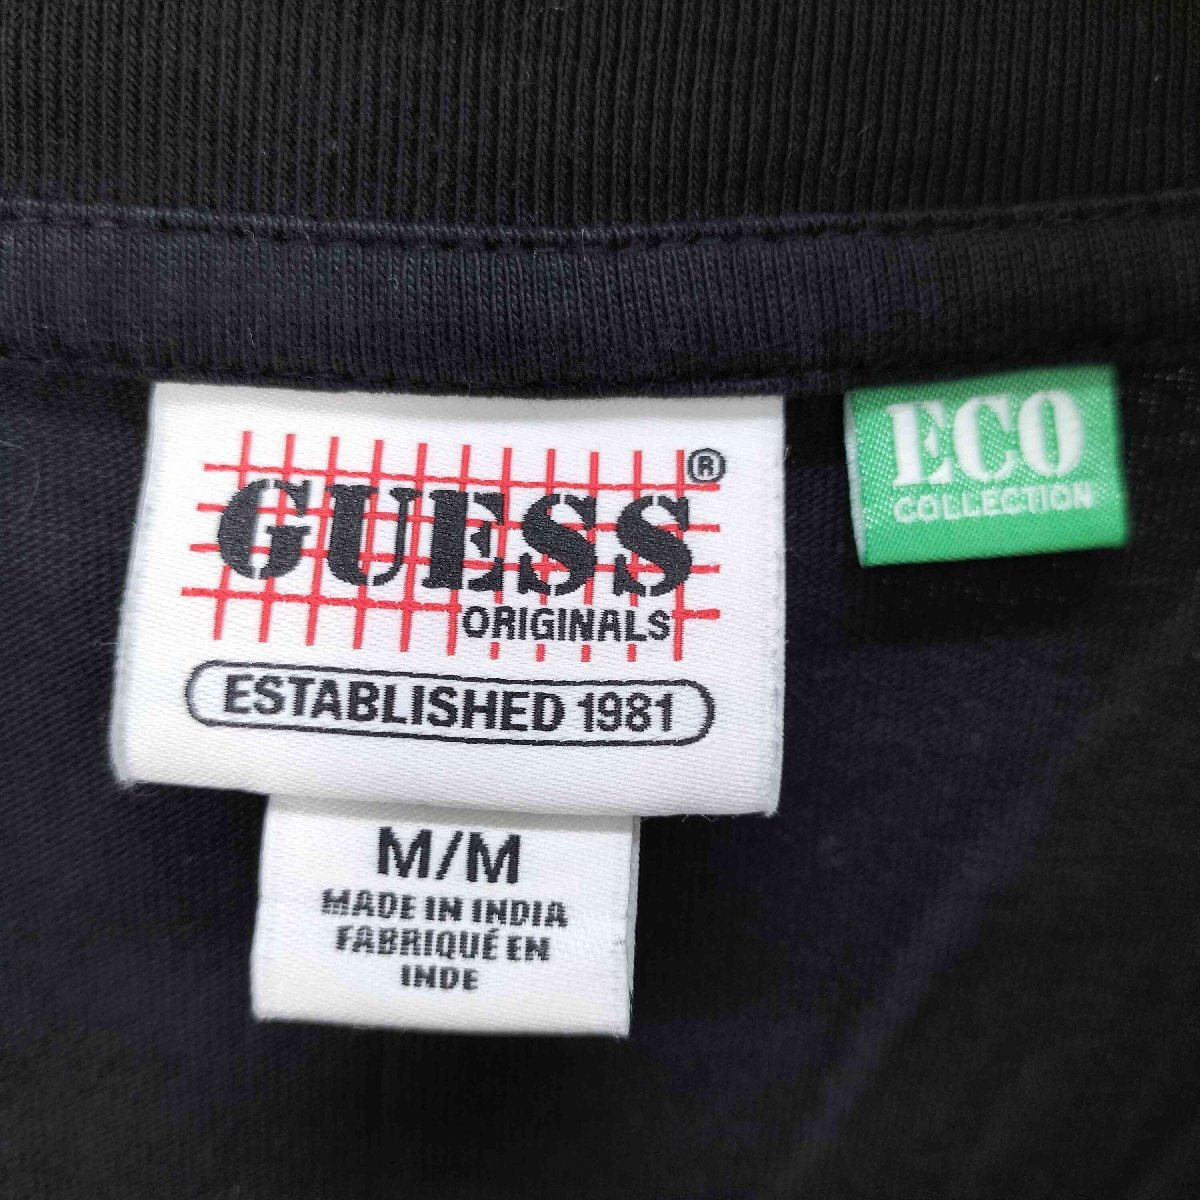 GUESS®
ORIGINALS
ESTABLISHED 1981
M/M
MADE IN INDIA
FABRIQUÉ EN
INDE
ECO
COLLECTION